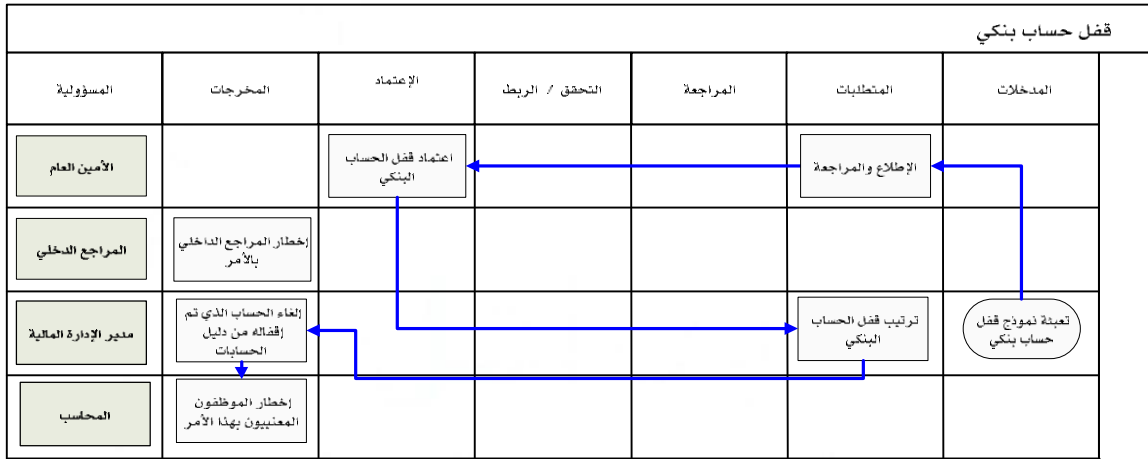 قفل حساب بنكي
المدخلات
المتطلبات
المراجعة
التحقق / الربط
الإعتماد
المخرجات
المسؤولية
الإطلاع والمراجعة
اعتماد قفل الحساب
البنكي
الأمين العام
إخطار المراجع الداخلي
بالأمر
المراجع الدخلي
تعبئة نموذج قفل
حساب بنكي
ترتيب قفل الحساب
البنكي
إلغاء الحساب الذي تم
إقفاله من دليل
الحسابات
مدير الإدارة المالية
إخطار الموظفون
المعنييون بهذا الأمر
المحاسب